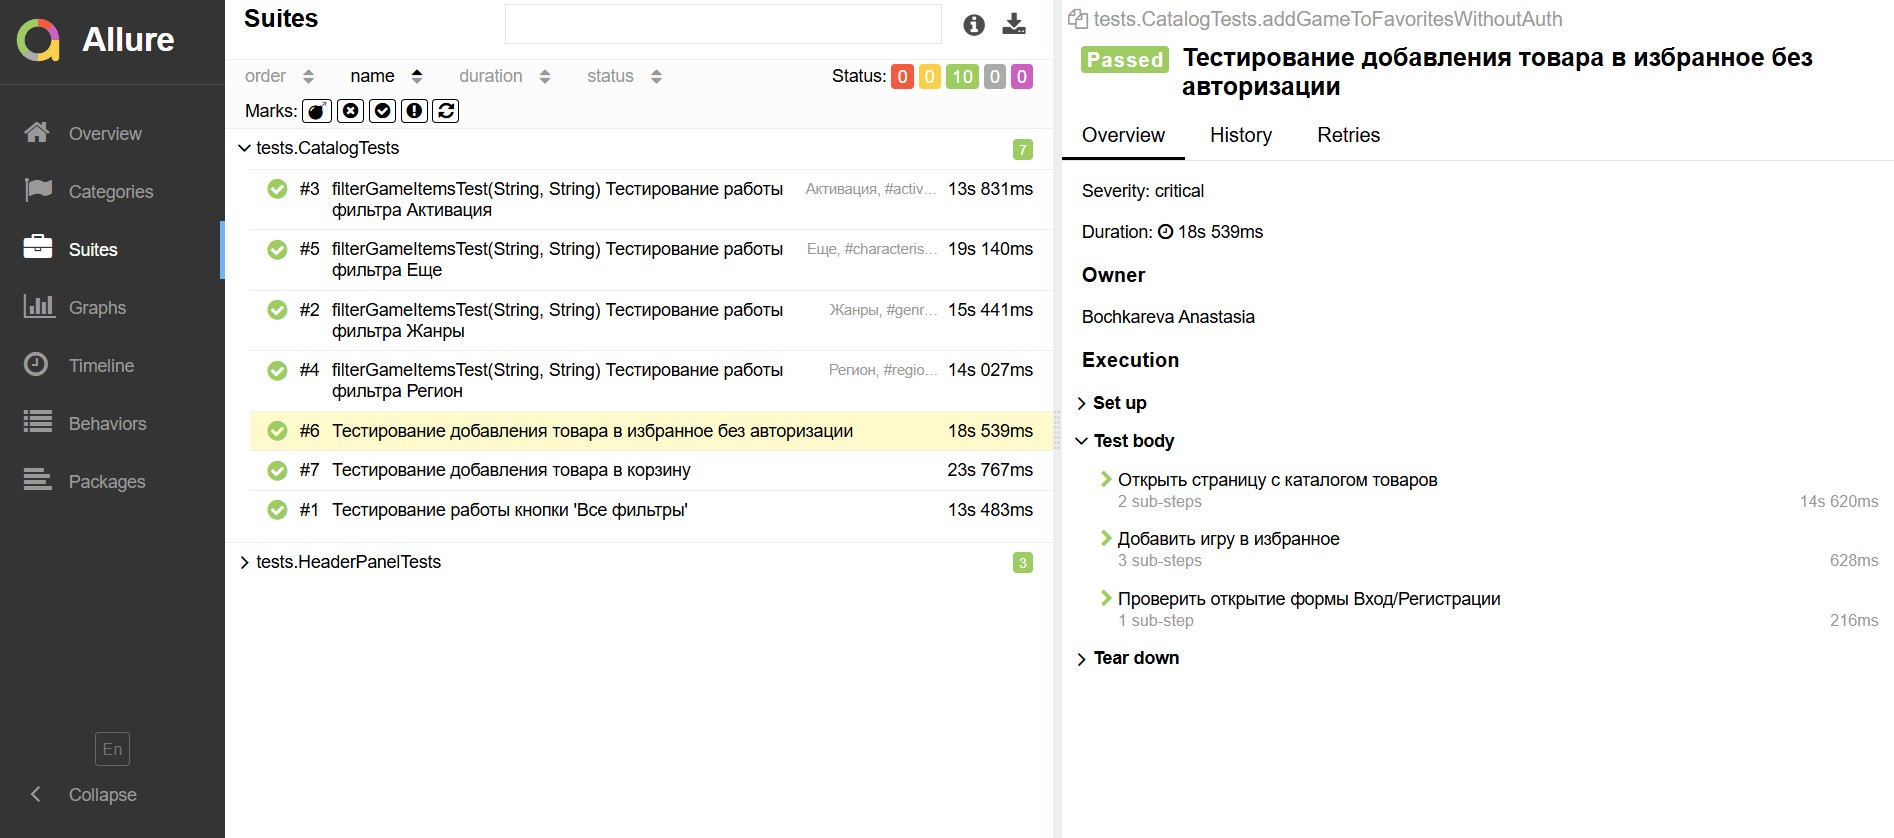 Allure
Overview
Categories
Suites
Graphs
Timeline
Behaviors
Packages
En
Collapse
Suites
order name duration status Status: 0 0 10 0 0
Marks:
tests.CatalogTests 7
#3 filterGameItemsTest(String, String) Тестирование работы Активация, #activ... 13s 831ms
фильтра Активация
#5 filterGameItemsTest(String, String) Тестирование работы Еще, #characteris... 19s 140ms
фильтра Еще
#2 filterGameItemsTest(String, String) Тестирование работы Жанры, #genr... 15s 441ms
фильтра Жанры
#4 filterGameItemsTest(String, String) Тестирование работы Регион, #regio... 14s 027ms
фильтра Регион
#6 Тестирование добавления товара в избранное без авторизации 18s 539ms
#7 Тестирование добавления товара в корзину 23s 767ms
#1 Тестирование работы кнопки 'Все фильтры' 13s 483ms
tests.HeaderPanelTests 3
tests.CatalogTests.addGameToFavoritesWithoutAuth
Passed Тестирование добавления товара в избранное без
авторизации
Overview History Retries
Severity: critical
Duration: 18s 539ms
Owner
Bochkareva Anastasia
Execution
Set up
Test body
Открыть страницу с каталогом товаров
2 sub-steps 14s 620ms
Добавить игру в избранное
3 sub-steps 628ms
Проверить открытие формы Вход/Регистрации
1 sub-step 216ms
Tear down